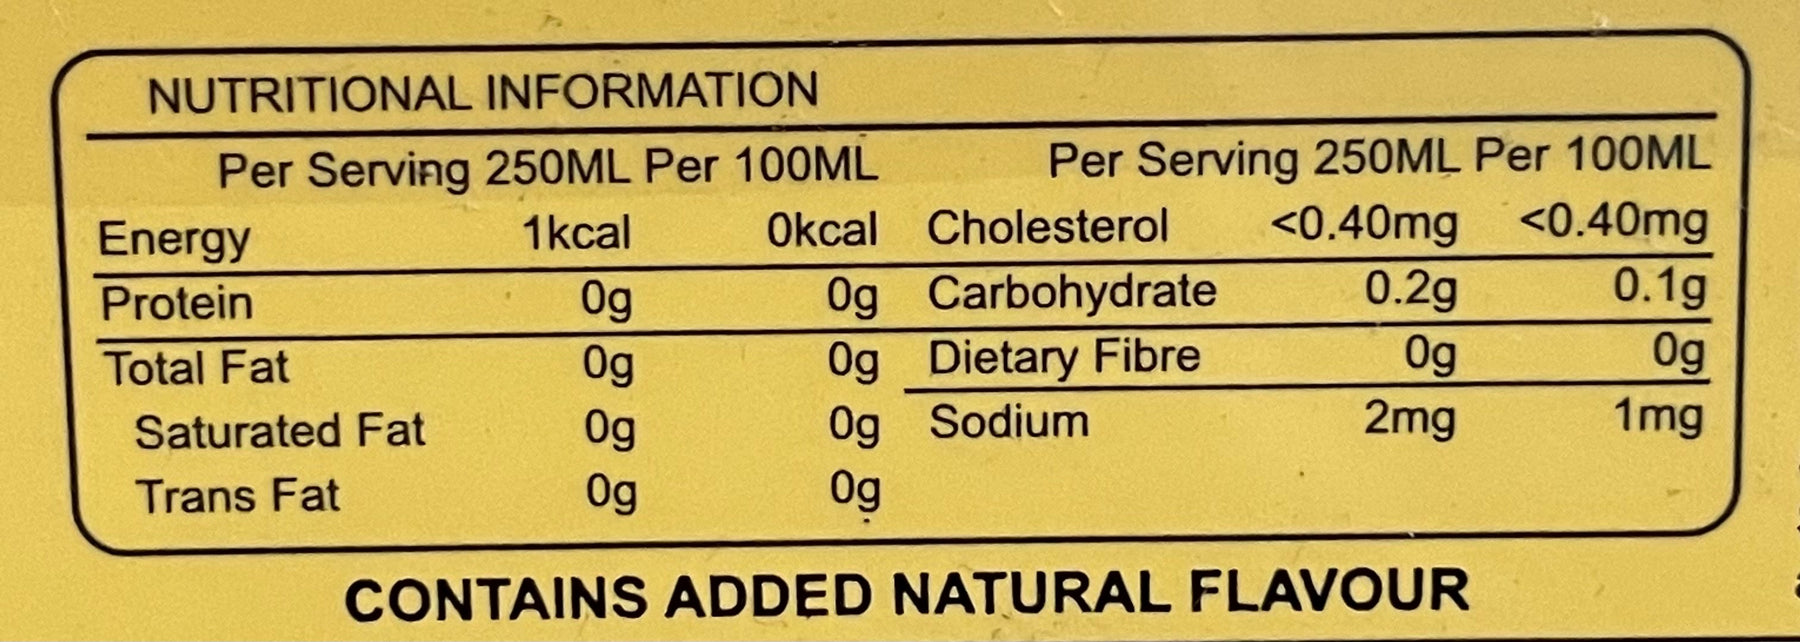 NUTRITIONAL INFORMATION
Per Serving 250ML Per 100ML Per Serving 250ML Per 100ML
Energy 1kcal 0kcal Cholesterol <0.40mg <0.40mg
Protein 0g 0g Carbohydrate 0.2g 0.1g
Total Fat 0g 0g Dietary Fibre 0g 0g
Saturated Fat 0g 0g Sodium 2mg 1mg
Trans Fat 0g 0g
CONTAINS ADDED NATURAL FLAVOUR